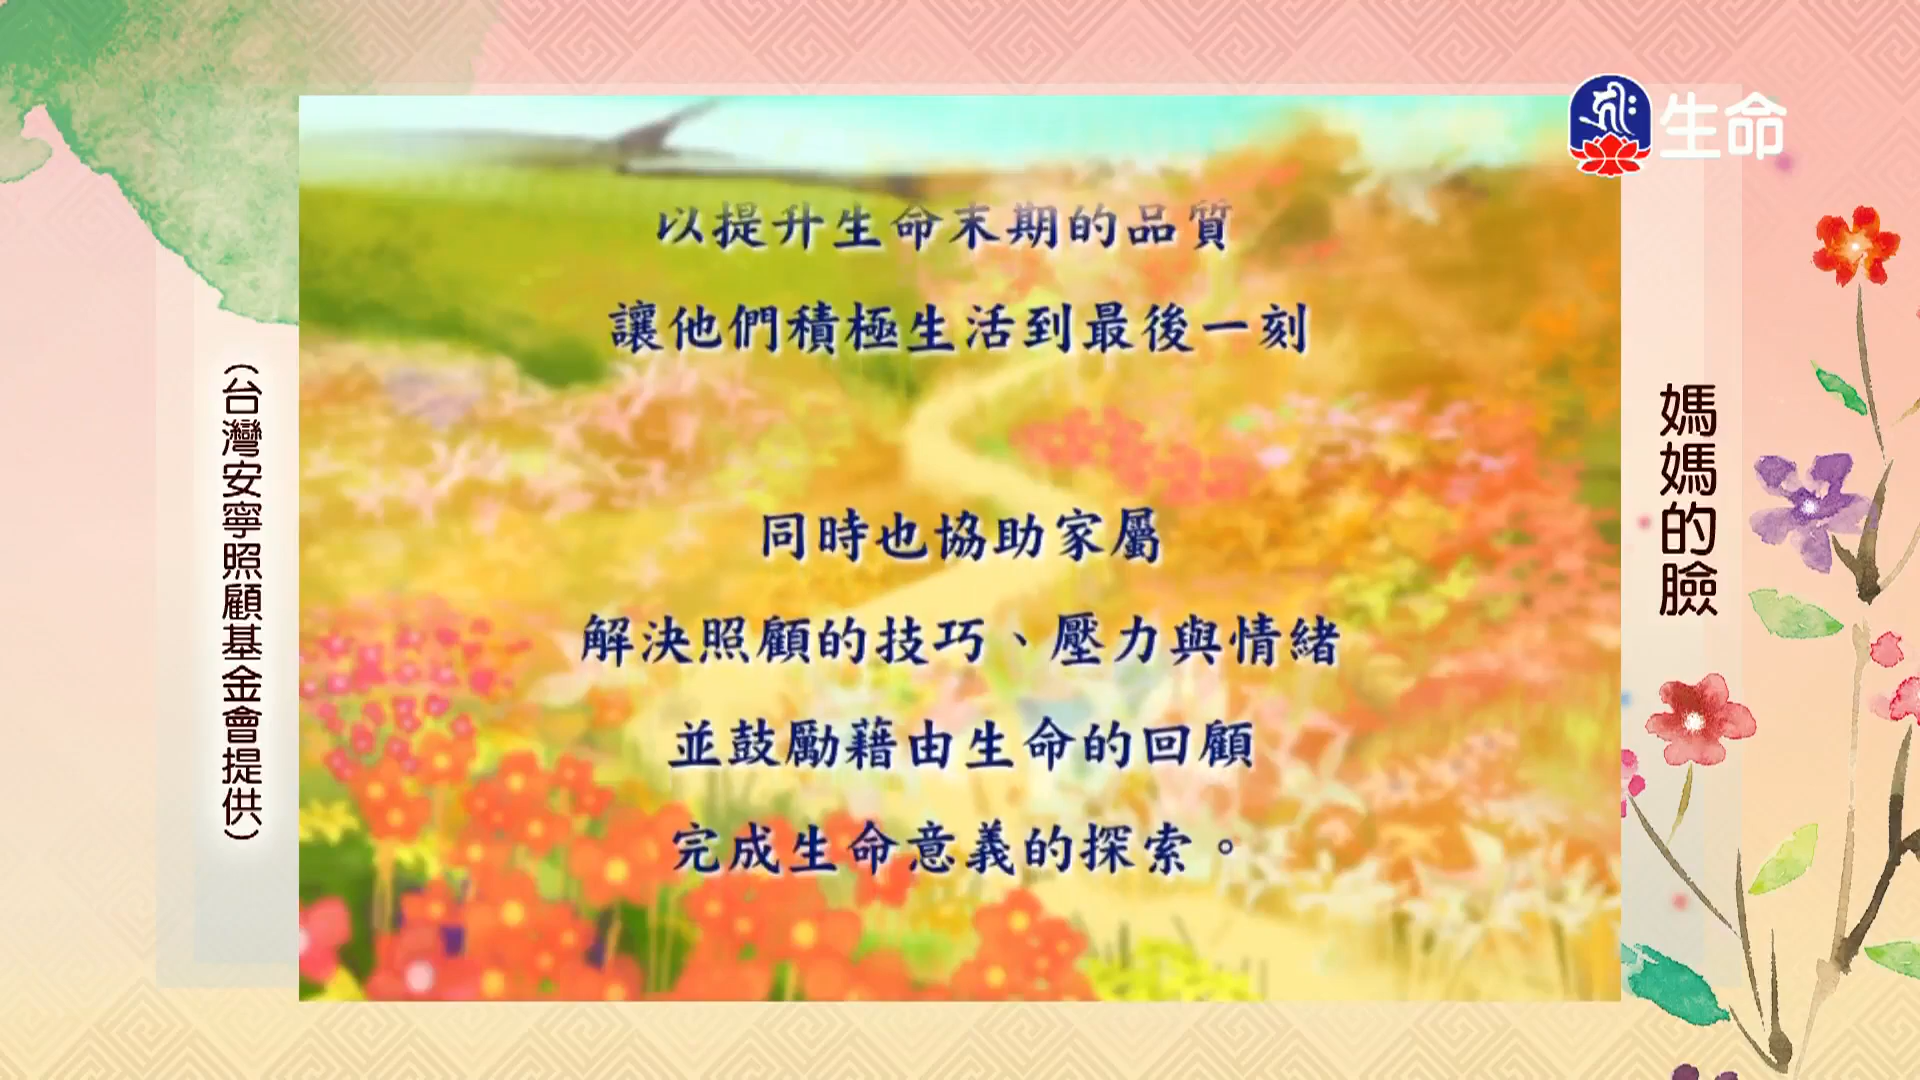 生命
以提升生命末期的品質
讓他們積極生活到最後一刻
同時也協助家屬
解決照顧的技巧、壓力與情緒
並鼓勵藉由生命的回顧
完成生命意義的探索。
媽媽的臉
(台灣安寧照顧基金會提供)